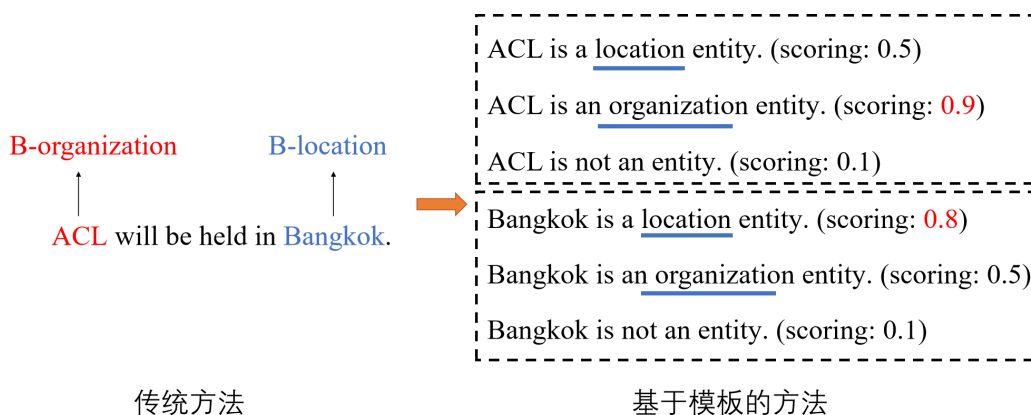 B-organization
B-location
ACL will be held in Bangkok.
传统方法
ACL is a location entity. (scoring: 0.5)
ACL is an organization entity. (scoring: 0.9)
ACL is not an entity. (scoring: 0.1)
Bangkok is a location entity. (scoring: 0.8)
Bangkok is an organization entity. (scoring: 0.5)
Bangkok is not an entity. (scoring: 0.1)
基于模板的方法